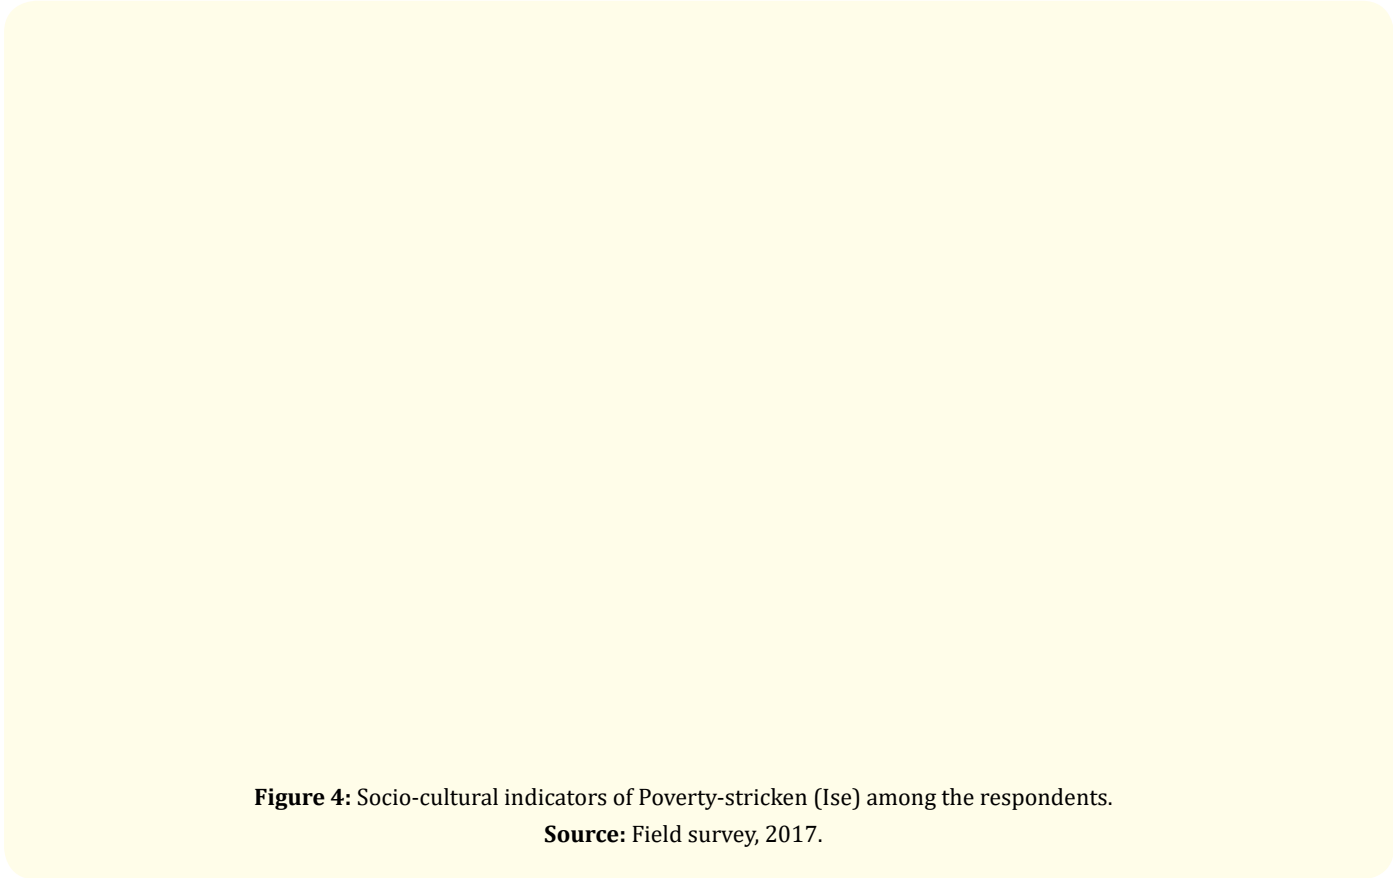 Figure 4: Socio-cultural indicators of Poverty-stricken (Ise) among the respondents.
Source: Field survey, 2017.